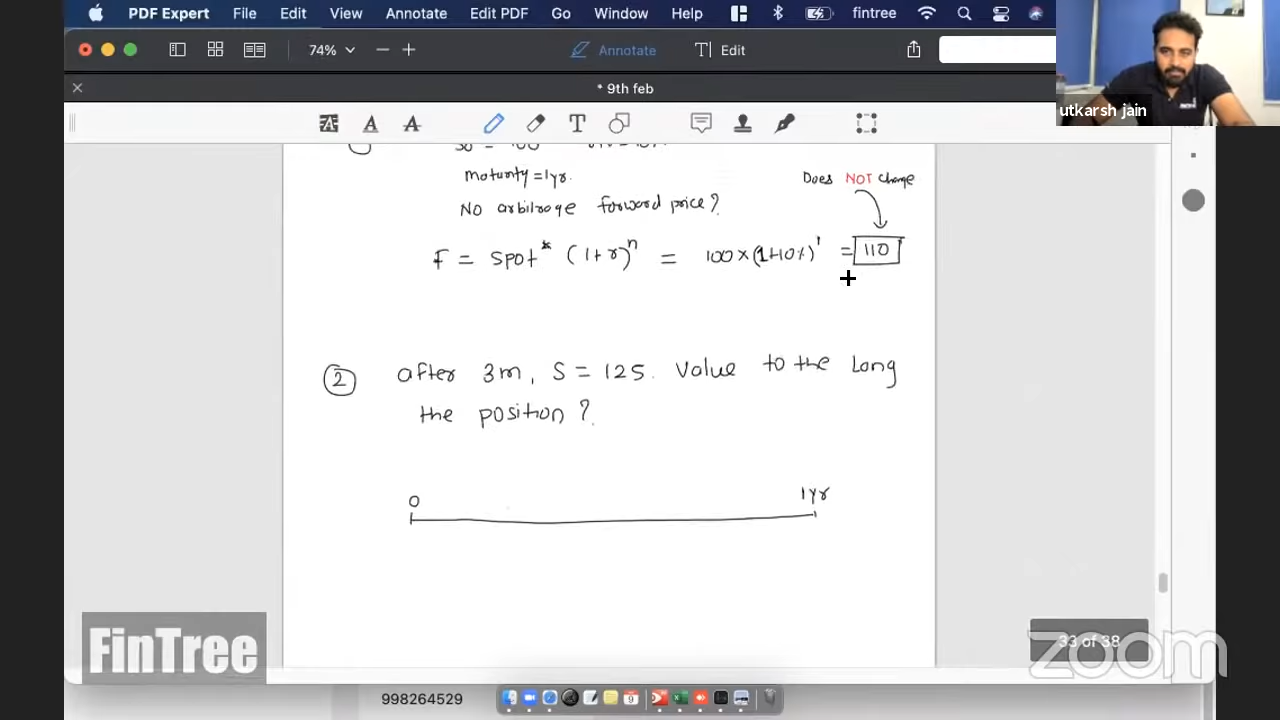 PDF Expert File Edit View Annotate Edit PDF Go Window Help fintree
74% Annotate Edit
* 9th feb
utkarsh jain
maturity = 1yr.
No arbitrage forward price?
Does NOT change
F = Spot * (1+r)^n = 100 × (1+10%)^1 = 110
2 after 3m, S = 125. Value to the Long
the position?
0 1yr
FinTree
33 of 38
zoom
998264529